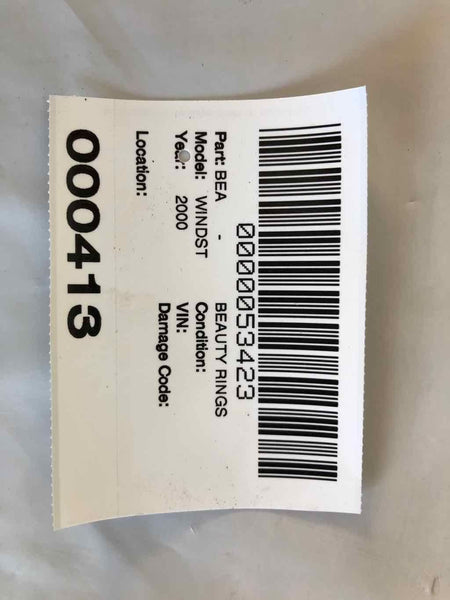 0000053423
Part: BEA - BEAUTY RINGS
Model: WINDST Condition:
Year: 2000 VIN:
Damage Code:
Location:
000413